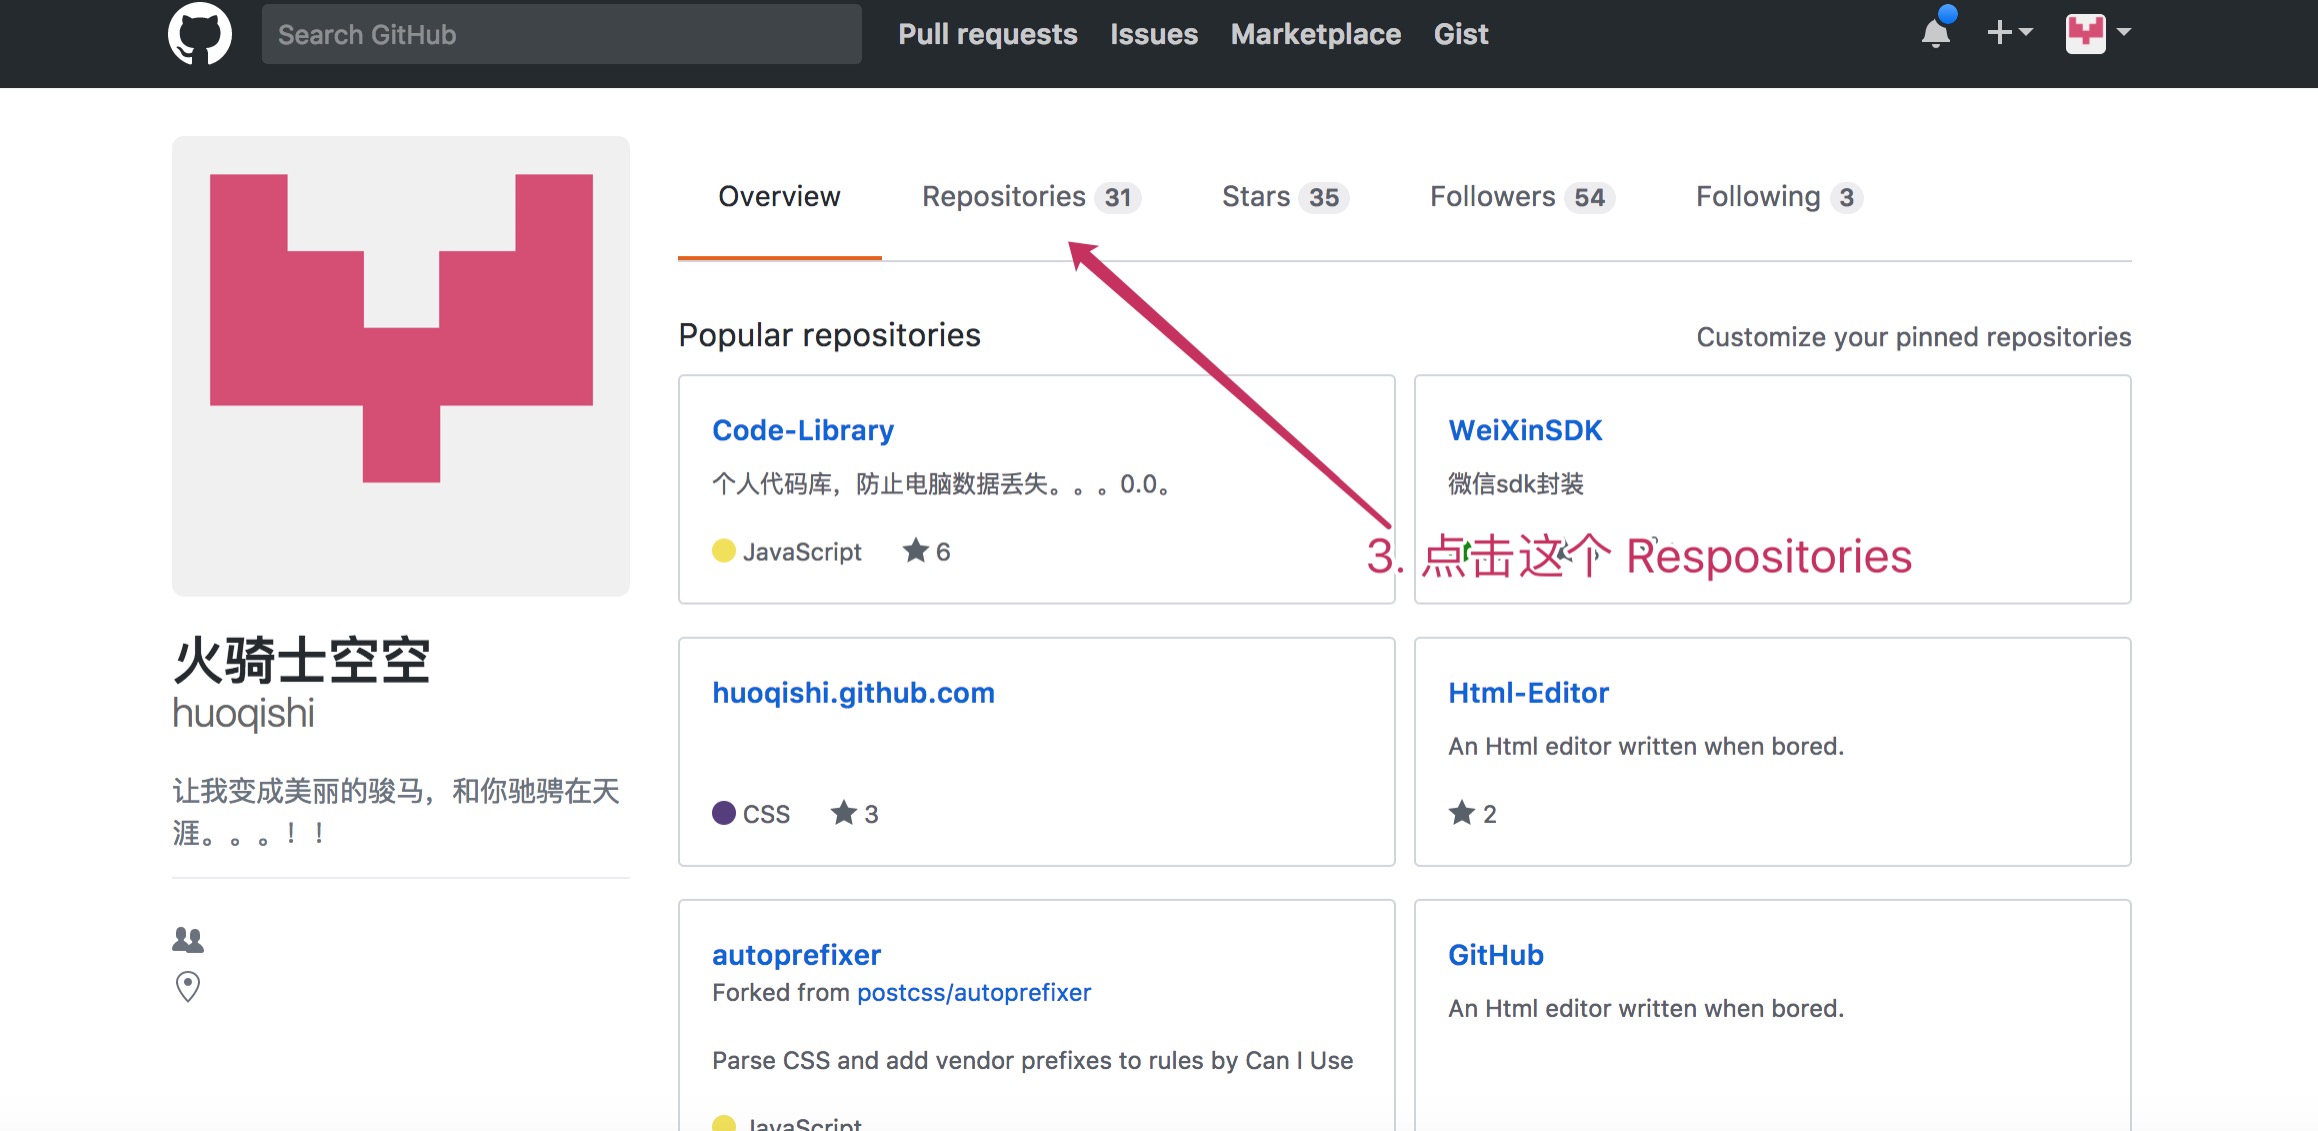 Search GitHub
Pull requests
Issues
Marketplace
Gist
Overview
Repositories 31
Stars 35
Followers 54
Following 3
Popular repositories
Customize your pinned repositories
Code-Library
个人代码库，防止电脑数据丢失。。。0.0。
JavaScript
6
WeiXinSDK
微信sdk封装
3. 点击这个 Respositories
huoqishi.github.com
CSS
3
Html-Editor
An Html editor written when bored.
2
autoprefixer
Forked from postcss/autoprefixer
Parse CSS and add vendor prefixes to rules by Can I Use
JavaScript
GitHub
An Html editor written when bored.
火骑士空空
huoqishi
让我变成美丽的骏马，和你驰骋在天
涯。。。！！